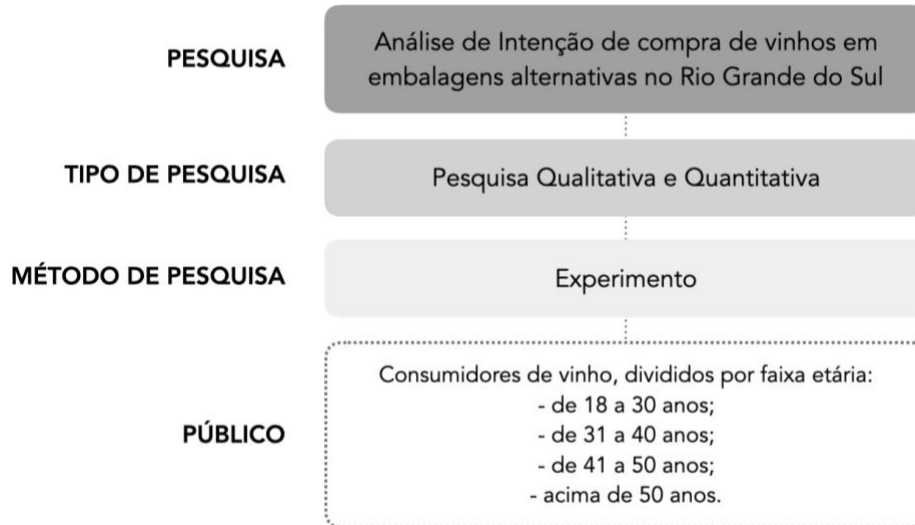 PESQUISA
Análise de Intenção de compra de vinhos em
embalagens alternativas no Rio Grande do Sul
TIPO DE PESQUISA
Pesquisa Qualitativa e Quantitativa
MÉTODO DE PESQUISA
Experimento
PÚBLICO
Consumidores de vinho, divididos por faixa etária:
- de 18 a 30 anos;
- de 31 a 40 anos;
- de 41 a 50 anos;
- acima de 50 anos.